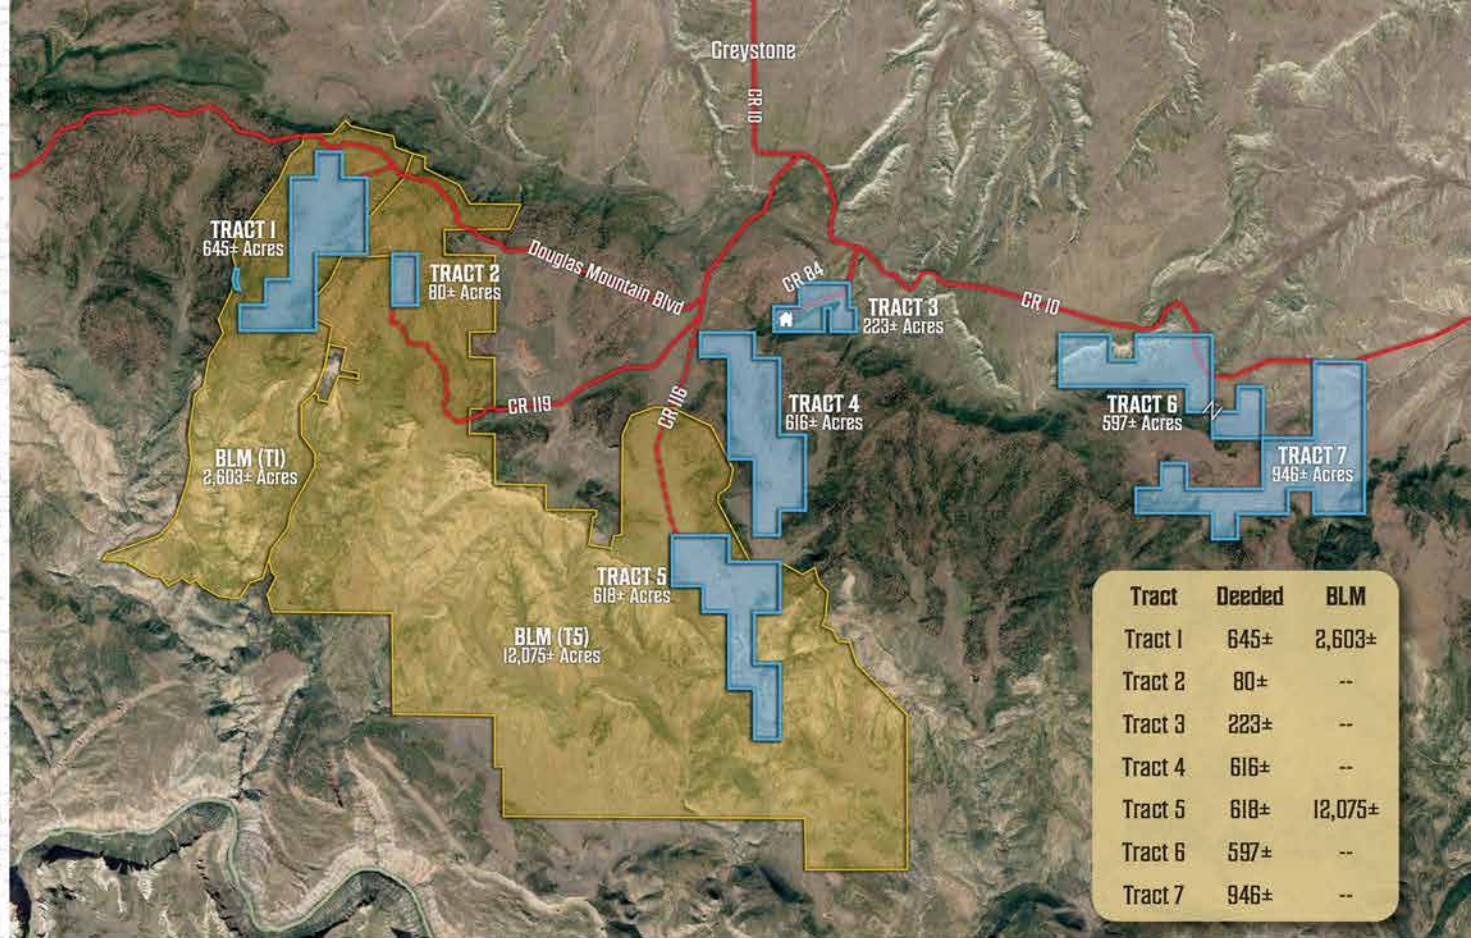 Greystone
CR 10
TRACT 1
645± Acres
TRACT 2
80± Acres
Douglas Mountain Blvd
CR 84
TRACT 3
223± Acres
CR 10
CR 119
CR 116
TRACT 4
616± Acres
TRACT 6
597± Acres
TRACT 7
946± Acres
BLM (T1)
2,603± Acres
TRACT 5
618± Acres
BLM (T5)
12,075± Acres
Tract Deeded BLM
Tract 1 645± 2,603±
Tract 2 80± --
Tract 3 223± --
Tract 4 616± --
Tract 5 618± 12,075±
Tract 6 597± --
Tract 7 946± --